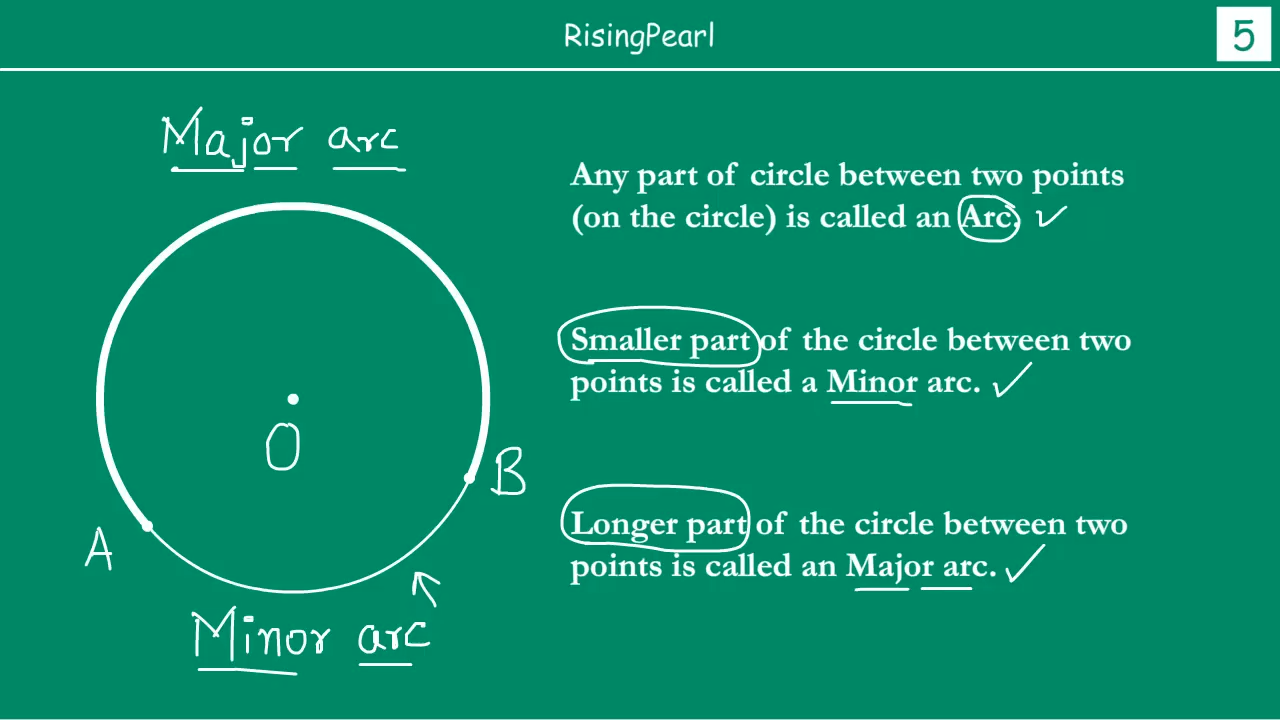 RisingPearl
5
Major arc
Any part of circle between two points
(on the circle) is called an Arc.
Smaller part of the circle between two
points is called a Minor arc.
O
B
Longer part of the circle between two
points is called an Major arc.
A
Minor arc